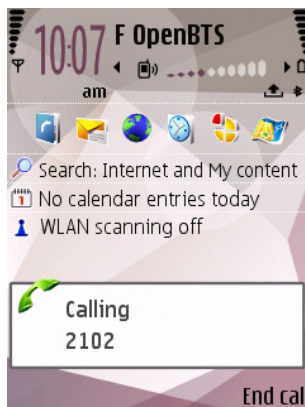 10:07 F OpenBTS
am
Search: Internet and My content
No calendar entries today
WLAN scanning off
Calling
2102
End cal